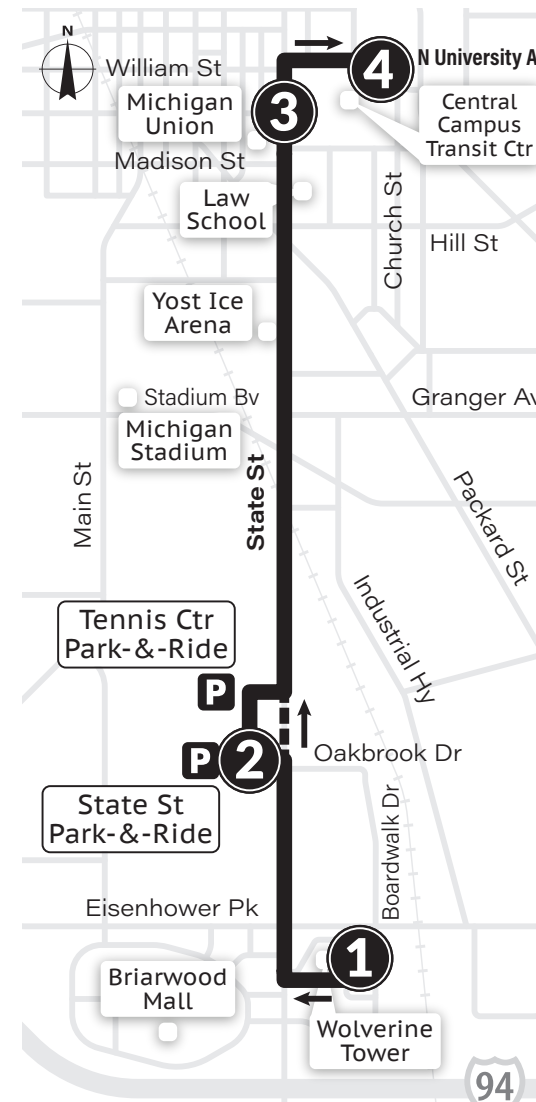 N
William St
4
N University A
Michigan
Union
3
Central
Campus
Transit Ctr
Madison St
Law
School
Church St
Hill St
Yost Ice
Arena
Stadium Bv
Granger Av
Michigan
Stadium
Main St
State St
Packard St
Industrial Hy
Tennis Ctr
Park-&-Ride
P
P
2
Oakbrook Dr
State St
Park-&-Ride
Boardwalk Dr
Eisenhower Pk
1
Briarwood
Mall
Wolverine
Tower
94